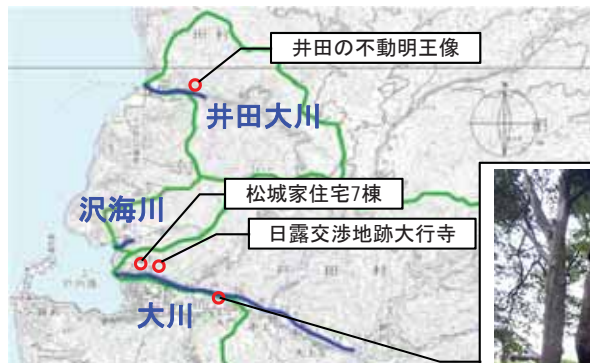 井田の不動明王像
井田大川
松城家住宅7棟
沢海川
日露交渉地跡大行寺
大川